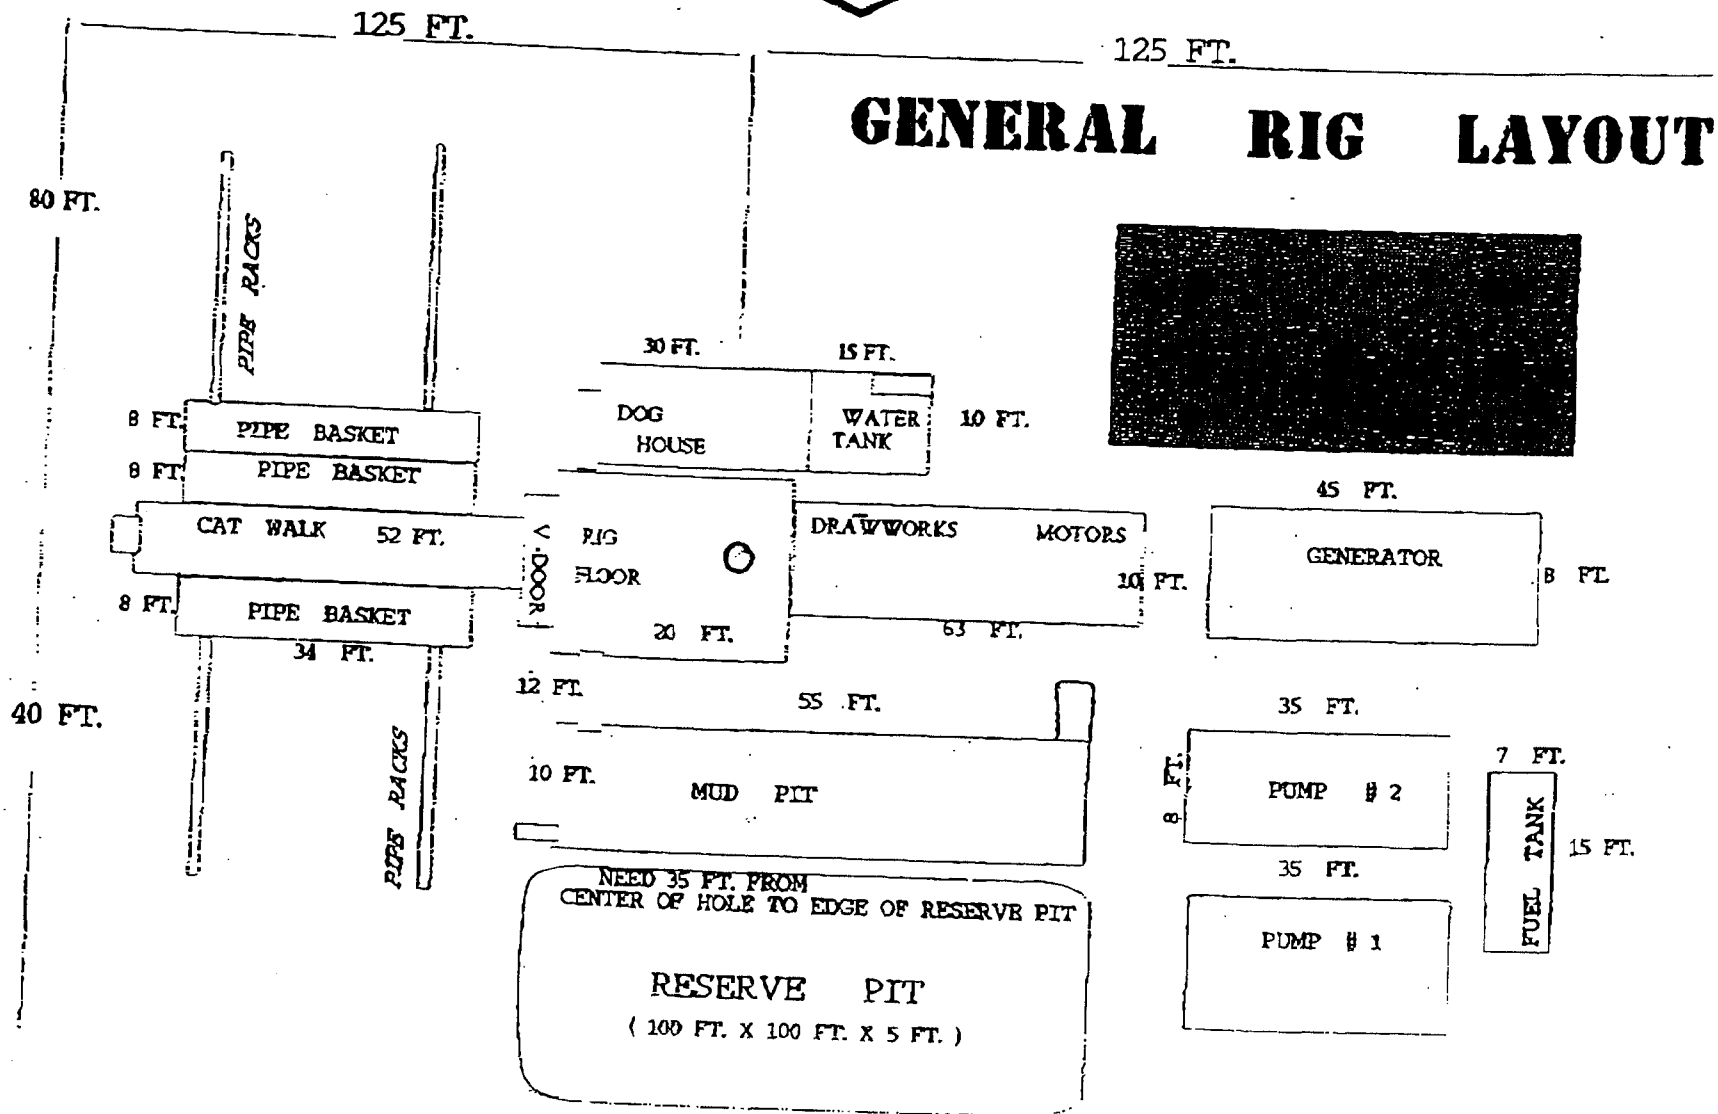 125 FT.
125 FT.
GENERAL RIG LAYOUT
80 FT.
PIPE RACKS
30 FT.
15 FT.
8 FT.
PIPE BASKET
DOG
HOUSE
WATER
TANK
10 FT.
8 FT.
PIPE BASKET
45 FT.
CAT WALK 52 FT.
V-DOOR
RIG
FLOOR
DRAWWORKS MOTORS
GENERATOR
10 FT.
8 FT.
8 FT.
PIPE BASKET
20 FT.
63 FT.
34 FT.
12 FT.
55 FT.
35 FT.
40 FT.
PIPE RACKS
10 FT.
MUD PIT
8 FT.
PUMP #2
7 FT.
FUEL TANK
15 FT.
35 FT.
NEED 35 FT. FROM
CENTER OF HOLE TO EDGE OF RESERVE PIT
PUMP #1
RESERVE PIT
( 100 FT. X 100 FT. X 5 FT. )